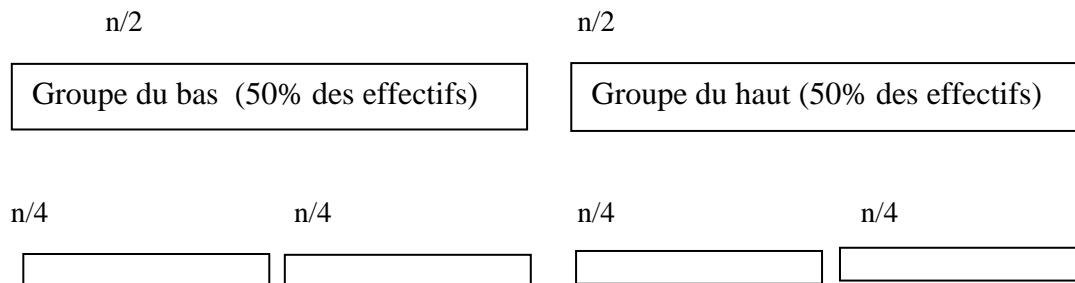 n/2 n/2
Groupe du bas (50% des effectifs) Groupe du haut (50% des effectifs)
n/4 n/4 n/4 n/4